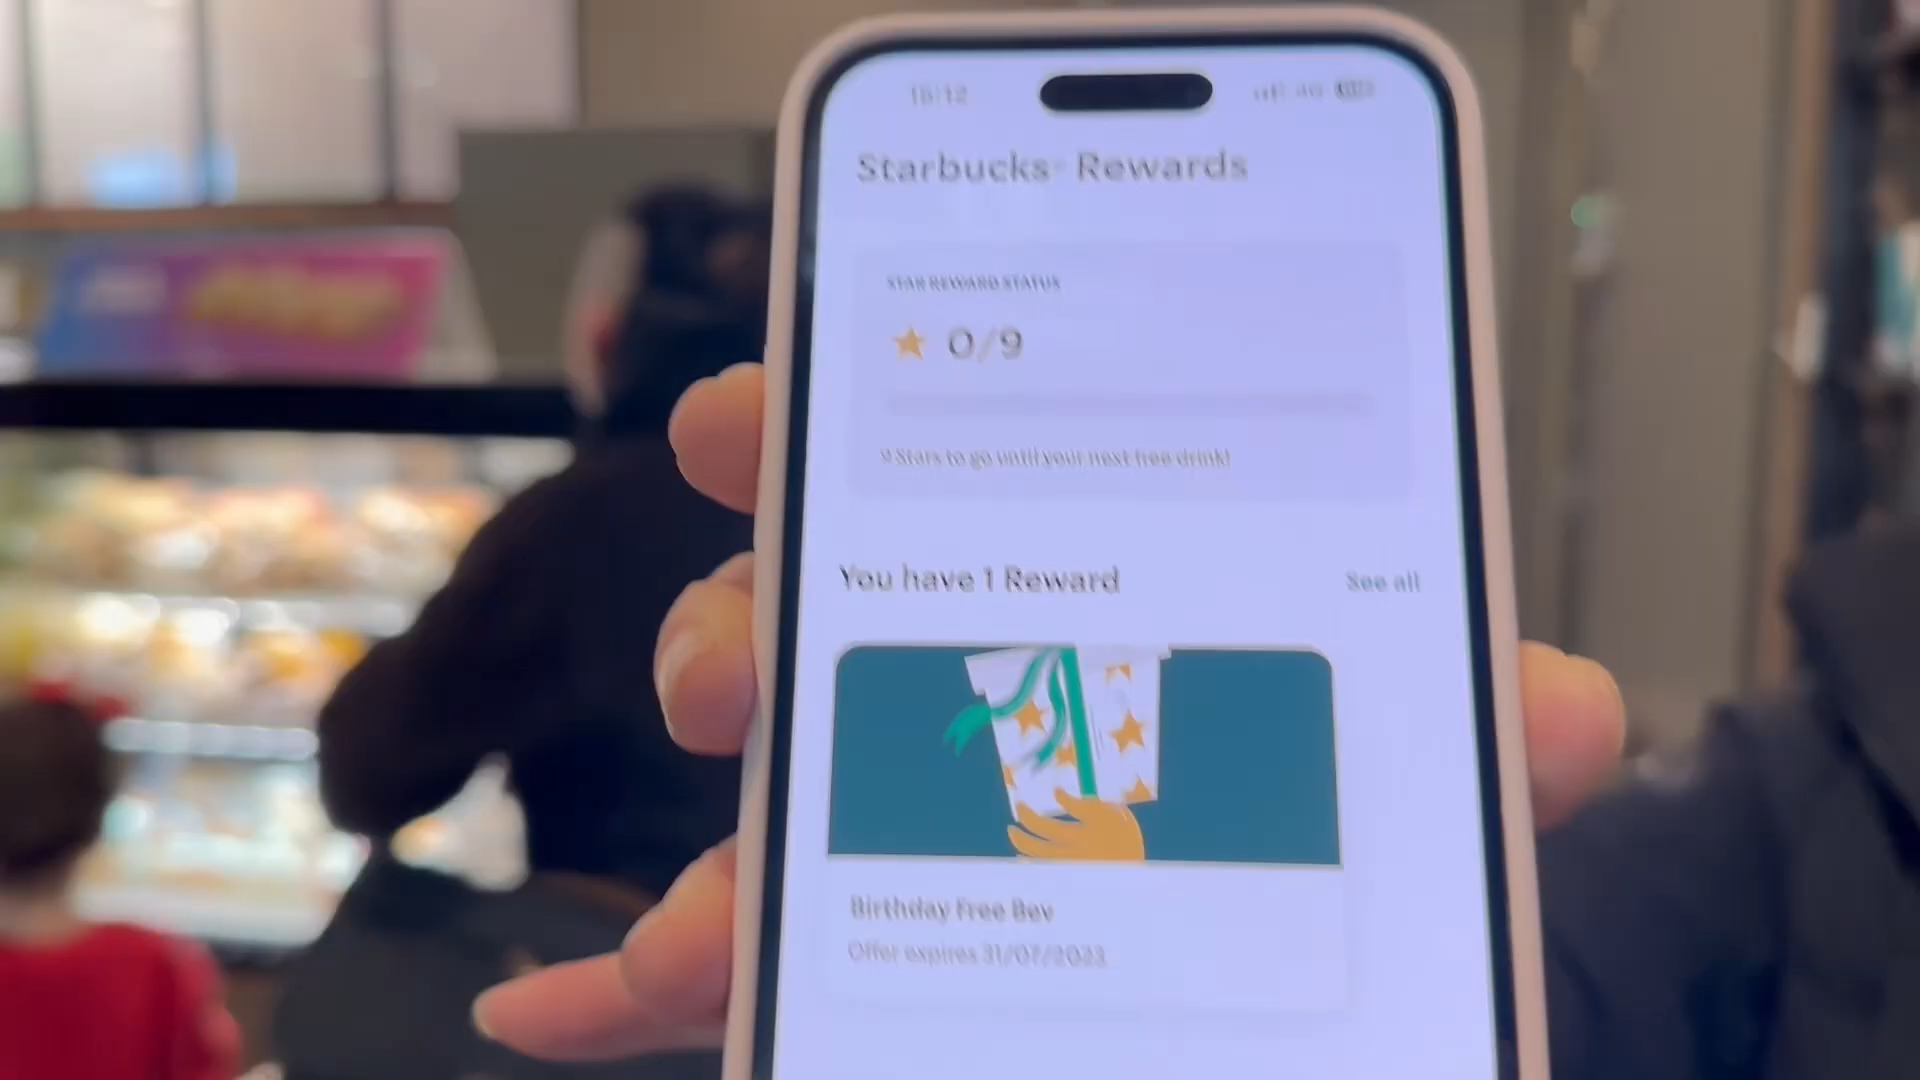 Starbucks® Rewards
STAR REWARD STATUS
0/9
9 Stars to go until your next free drink!
You have 1 Reward
See all
Birthday Free Bev
Offer expires 31/07/2023